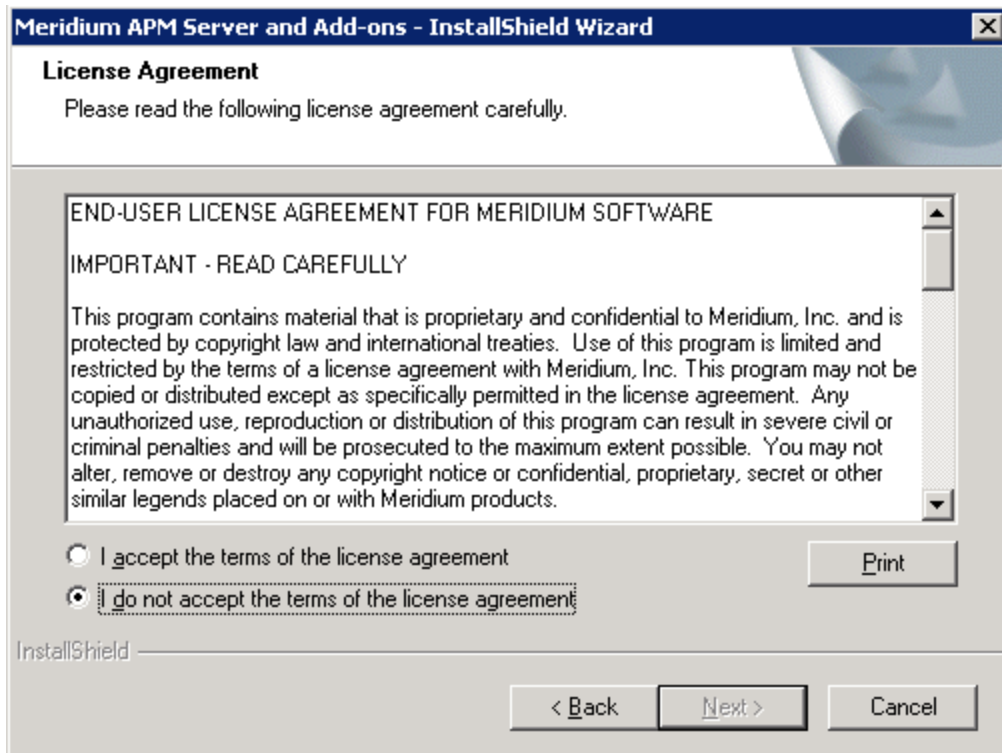 Meridium APM Server and Add-ons - InstallShield Wizard
License Agreement
Please read the following license agreement carefully.
END-USER LICENSE AGREEMENT FOR MERIDIUM SOFTWARE
IMPORTANT - READ CAREFULLY
This program contains material that is proprietary and confidential to Meridium, Inc. and is
protected by copyright law and international treaties.  Use of this program is limited and
restricted by the terms of a license agreement with Meridium, Inc. This program may not be
copied or distributed except as specifically permitted in the license agreement.  Any
unauthorized use, reproduction or distribution of this program can result in severe civil or
criminal penalties and will be prosecuted to the maximum extent possible.  You may not
alter, remove or destroy any copyright notice or confidential, proprietary, secret or other
similar legends placed on or with Meridium products.
I accept the terms of the license agreement
Print
I do not accept the terms of the license agreement
InstallShield
< Back
Next >
Cancel